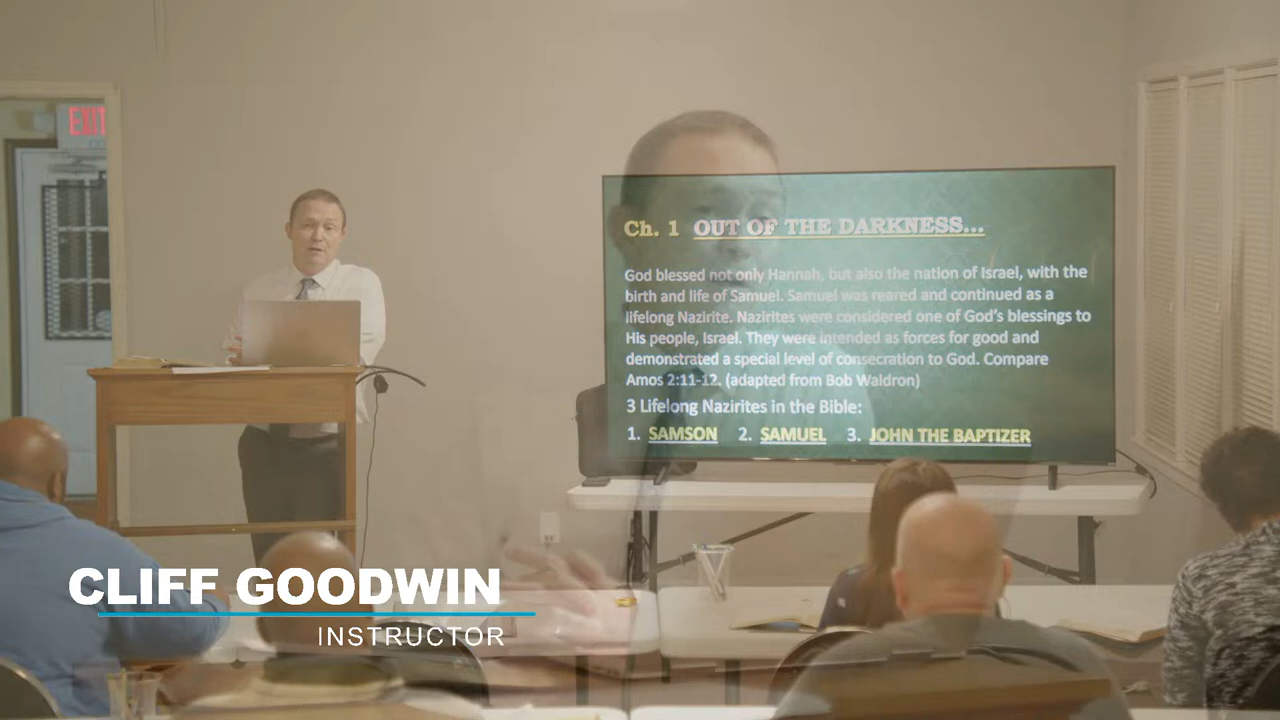 EXIT
Ch. 1 OUT OF THE DARKNESS...
God blessed not only Hannah, but also the nation of Israel, with the
birth and life of Samuel. Samuel was reared and continued as a
lifelong Nazirite. Nazirites were considered one of God's blessings to
His people, Israel. They were intended as forces for good and
demonstrated a special level of consecration to God. Compare
Amos 2:11-12. (adapted from Bob Waldron)
3 Lifelong Nazirites in the Bible:
1. SAMSON 2. SAMUEL 3. JOHN THE BAPTIZER
CLIFF GOODWIN
INSTRUCTOR